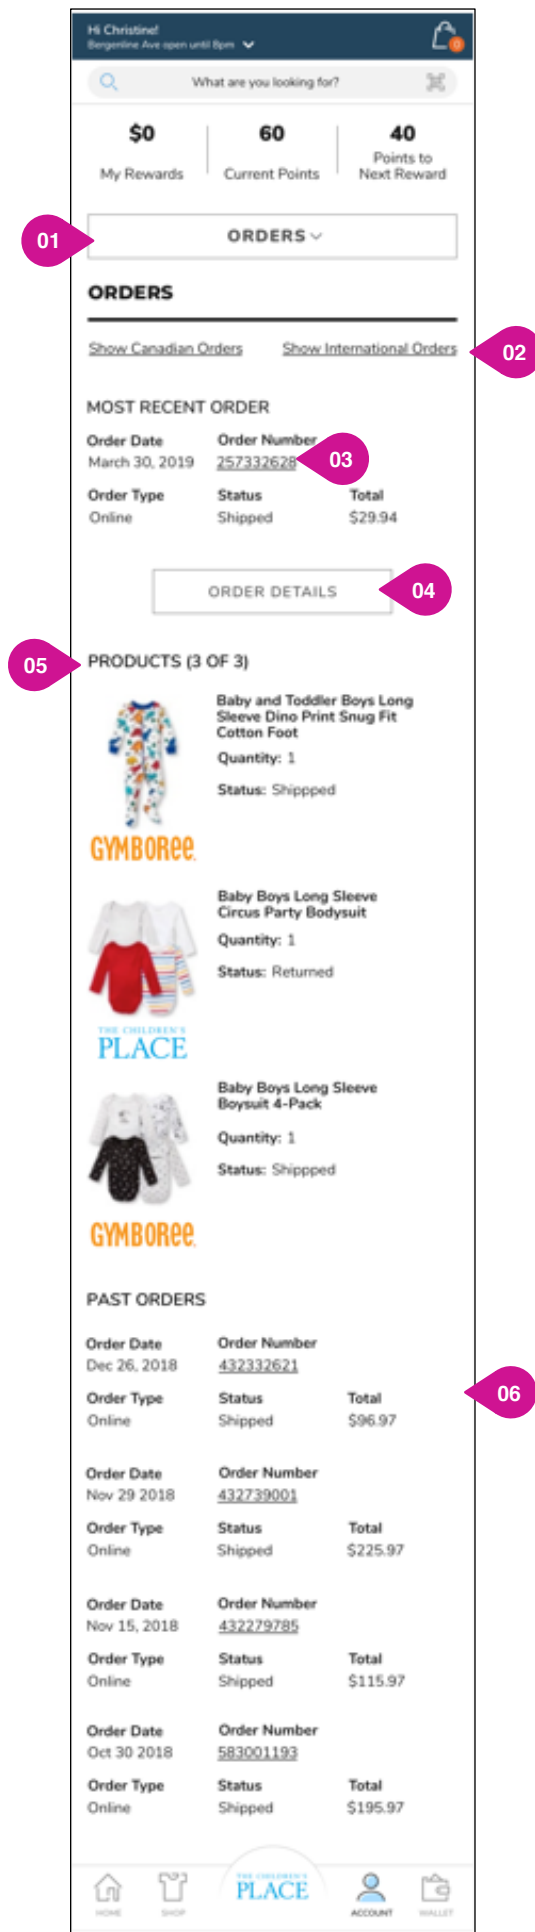 Hi Christine!
Bergenline Ave open until 8pm
0
What are you looking for?
$0 60 40
My Rewards Current Points Points to Next Reward
01
ORDERS
ORDERS
Show Canadian Orders Show International Orders
02
MOST RECENT ORDER
Order Date Order Number
March 30, 2019 257332628
03
Order Type Status Total
Online Shipped $29.94
ORDER DETAILS
04
05
PRODUCTS (3 OF 3)
Baby and Toddler Boys Long
Sleeve Dino Print Snug Fit
Cotton Foot
Quantity: 1
Status: Shippped
GYMBOREE.
Baby Boys Long Sleeve
Circus Party Bodysuit
Quantity: 1
Status: Returned
THE CHILDREN'S
PLACE
Baby Boys Long Sleeve
Boysuit 4-Pack
Quantity: 1
Status: Shippped
GYMBOREE.
PAST ORDERS
Order Date Order Number
Dec 26, 2018 432332621
06
Order Type Status Total
Online Shipped $96.97
Order Date Order Number
Nov 29 2018 432739001
Order Type Status Total
Online Shipped $225.97
Order Date Order Number
Nov 15, 2018 432279785
Order Type Status Total
Online Shipped $115.97
Order Date Order Number
Oct 30 2018 583001193
Order Type Status Total
Online Shipped $195.97
THE CHILDREN'S
PLACE
HOME SHOP ACCOUNT WALLET